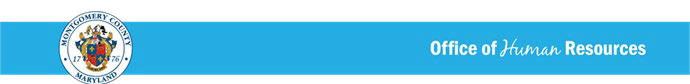 MONTGOMERY COUNTY
17 76
MARYLAND
Office of Human Resources